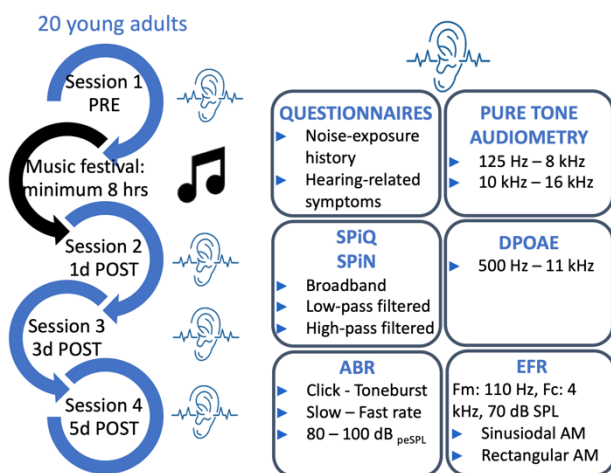 20 young adults
Session 1
PRE
Music festival:
minimum 8 hrs
Session 2
1d POST
Session 3
3d POST
Session 4
5d POST
QUESTIONNAIRES
Noise-exposure
history
Hearing-related
symptoms
PURE TONE
AUDIOMETRY
125 Hz – 8 kHz
10 kHz – 16 kHz
SPiQ
SPiN
Broadband
Low-pass filtered
High-pass filtered
DPOAE
500 Hz – 11 kHz
ABR
Click - Toneburst
Slow – Fast rate
80 – 100 dB peSPL
EFR
Fm: 110 Hz, Fc: 4
kHz, 70 dB SPL
Sinusiodal AM
Rectangular AM